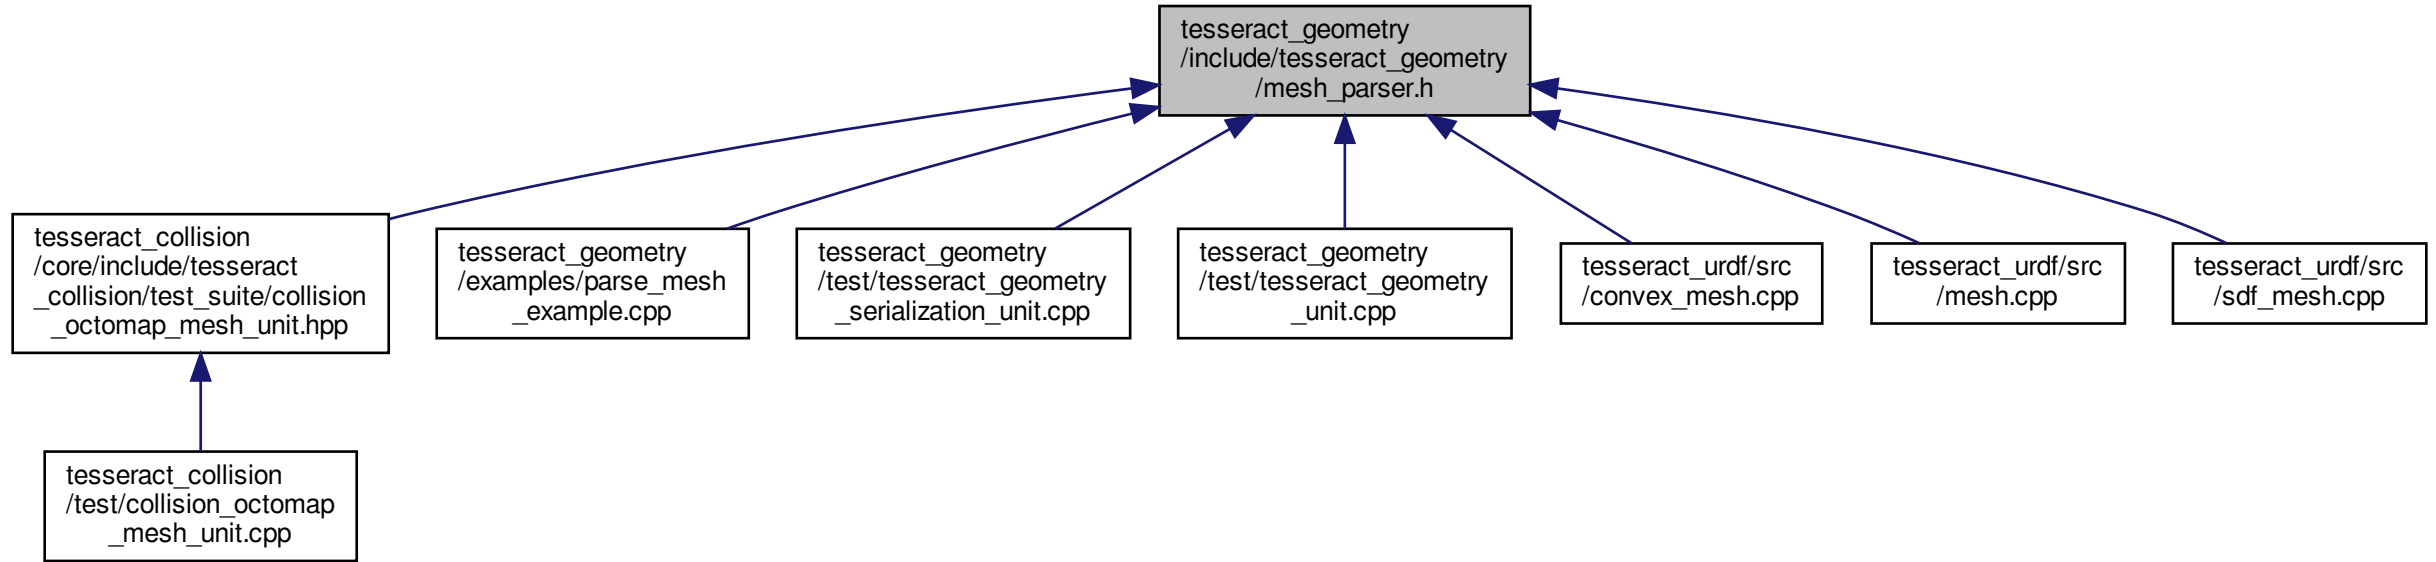 tesseract_geometry
/include/tesseract_geometry
/mesh_parser.h
tesseract_collision
/core/include/tesseract
_collision/test_suite/collision
_octomap_mesh_unit.hpp
tesseract_geometry
/examples/parse_mesh
_example.cpp
tesseract_geometry
/test/tesseract_geometry
_serialization_unit.cpp
tesseract_geometry
/test/tesseract_geometry
_unit.cpp
tesseract_urdf/src
/convex_mesh.cpp
tesseract_urdf/src
/mesh.cpp
tesseract_urdf/src
/sdf_mesh.cpp
tesseract_collision
/test/collision_octomap
_mesh_unit.cpp